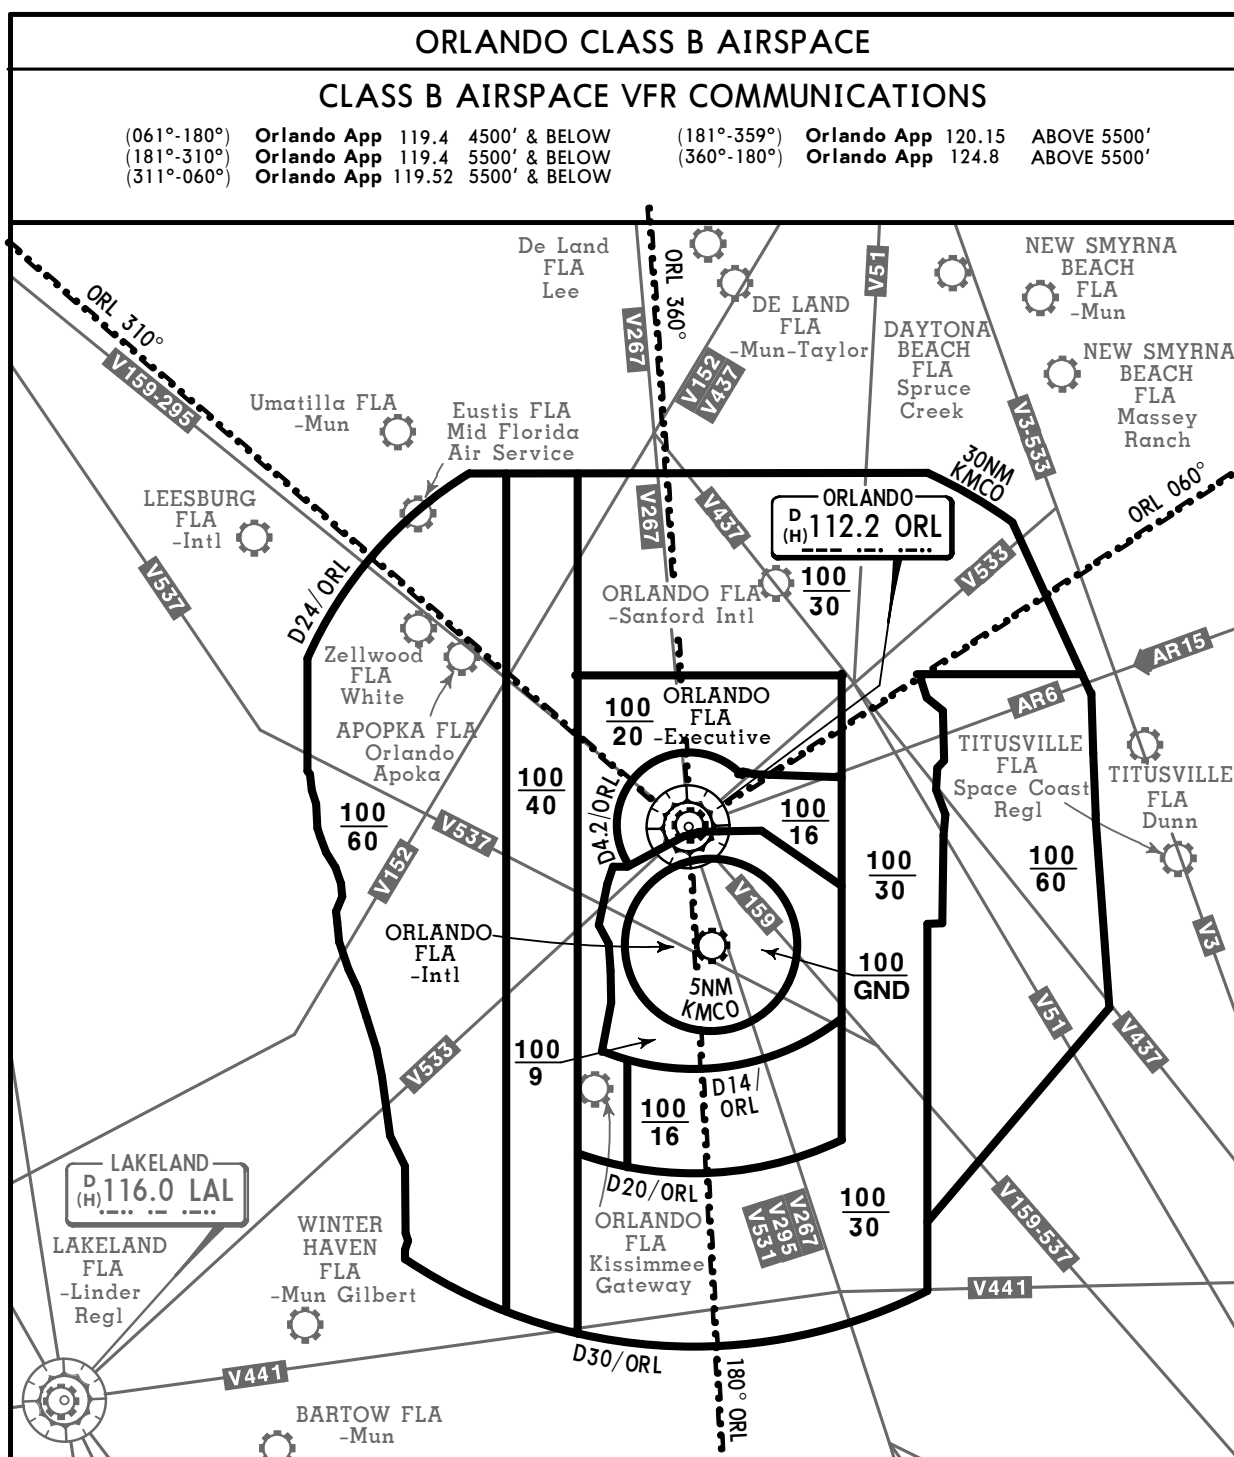 ORLANDO CLASS B AIRSPACE
CLASS B AIRSPACE VFR COMMUNICATIONS
(061°-180°) Orlando App 119.4 4500' & BELOW
(181°-310°) Orlando App 119.4 5500' & BELOW
(311°-060°) Orlando App 119.52 5500' & BELOW
(181°-359°) Orlando App 120.15 ABOVE 5500'
(360°-180°) Orlando App 124.8 ABOVE 5500'
De Land
FLA
Lee
ORL 360°
V51
NEW SMYRNA
BEACH
FLA
-Mun
ORL 310°
V267
DE LAND
FLA
-Mun-Taylor
DAYTONA
BEACH
FLA
Spruce
Creek
NEW SMYRNA
BEACH
FLA
Massey
Ranch
V159-295
V152
V437
V3-533
Umatilla FLA
-Mun
Eustis FLA
Mid Florida
Air Service
30NM
KMCO
ORL 060°
LEESBURG
FLA
-Intl
V267
V437
ORLANDO
D
(H)
112.2 ORL
V537
D24/ORL
ORLANDO FLA
-Sanford Intl
100
30
V533
Zellwood
FLA
White
AR15
APOPKA FLA
Orlando
Apoka
100
20
ORLANDO
FLA
-Executive
AR6
TITUSVILLE
FLA
Space Coast
Regl
TITUSVILLE
FLA
Dunn
100
60
100
40
D4.2/ORL
100
16
V537
V152
100
30
100
60
V159
V3
ORLANDO
FLA
-Intl
100
GND
5NM
KMCO
V51
V437
V533
100
9
D14/
ORL
100
16
LAKELAND
D
(H)
116.0 LAL
D20/ORL
100
30
V159-537
WINTER
HAVEN
FLA
-Mun Gilbert
LAKELAND
FLA
-Linder
Regl
ORLANDO
FLA
Kissimmee
Gateway
V267
V295
V531
V441
D30/ORL
V441
180° ORL
BARTOW FLA
-Mun